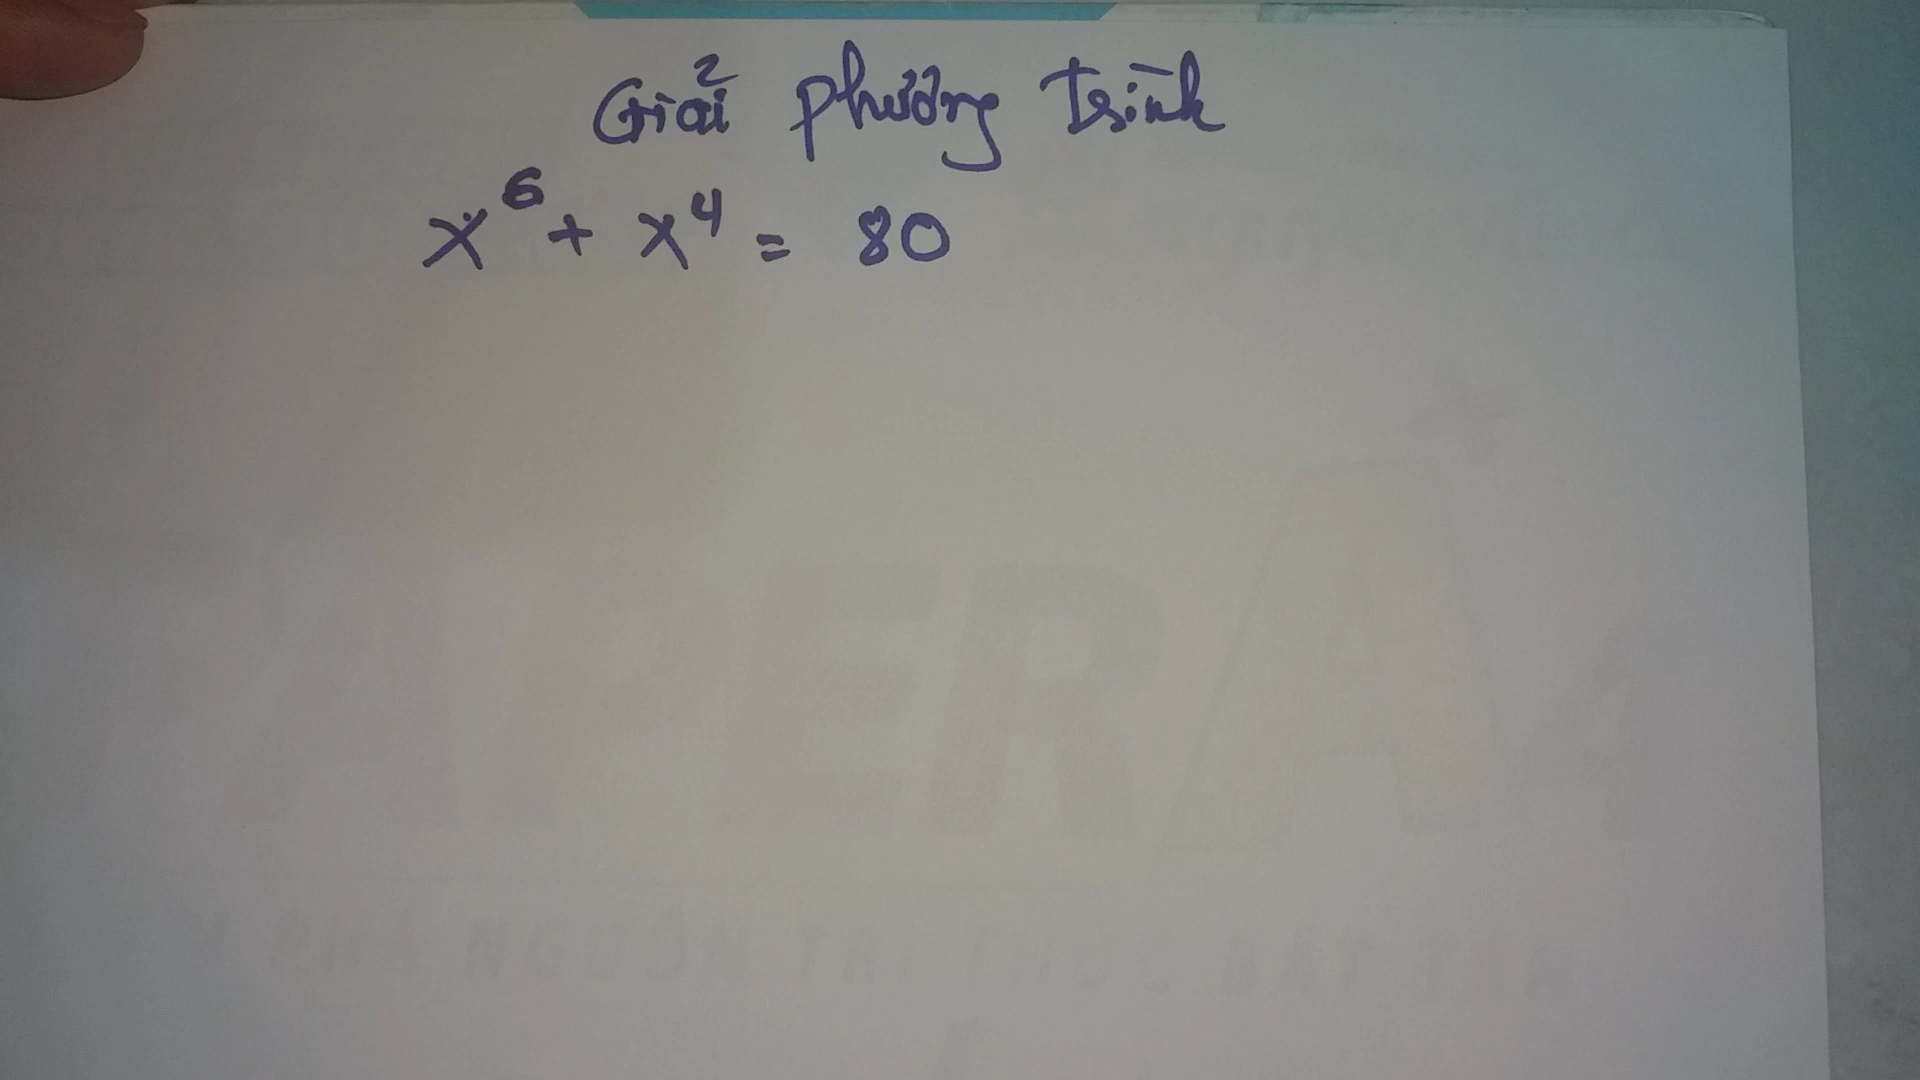 Giải phương trình
x⁶ + x⁴ = 80